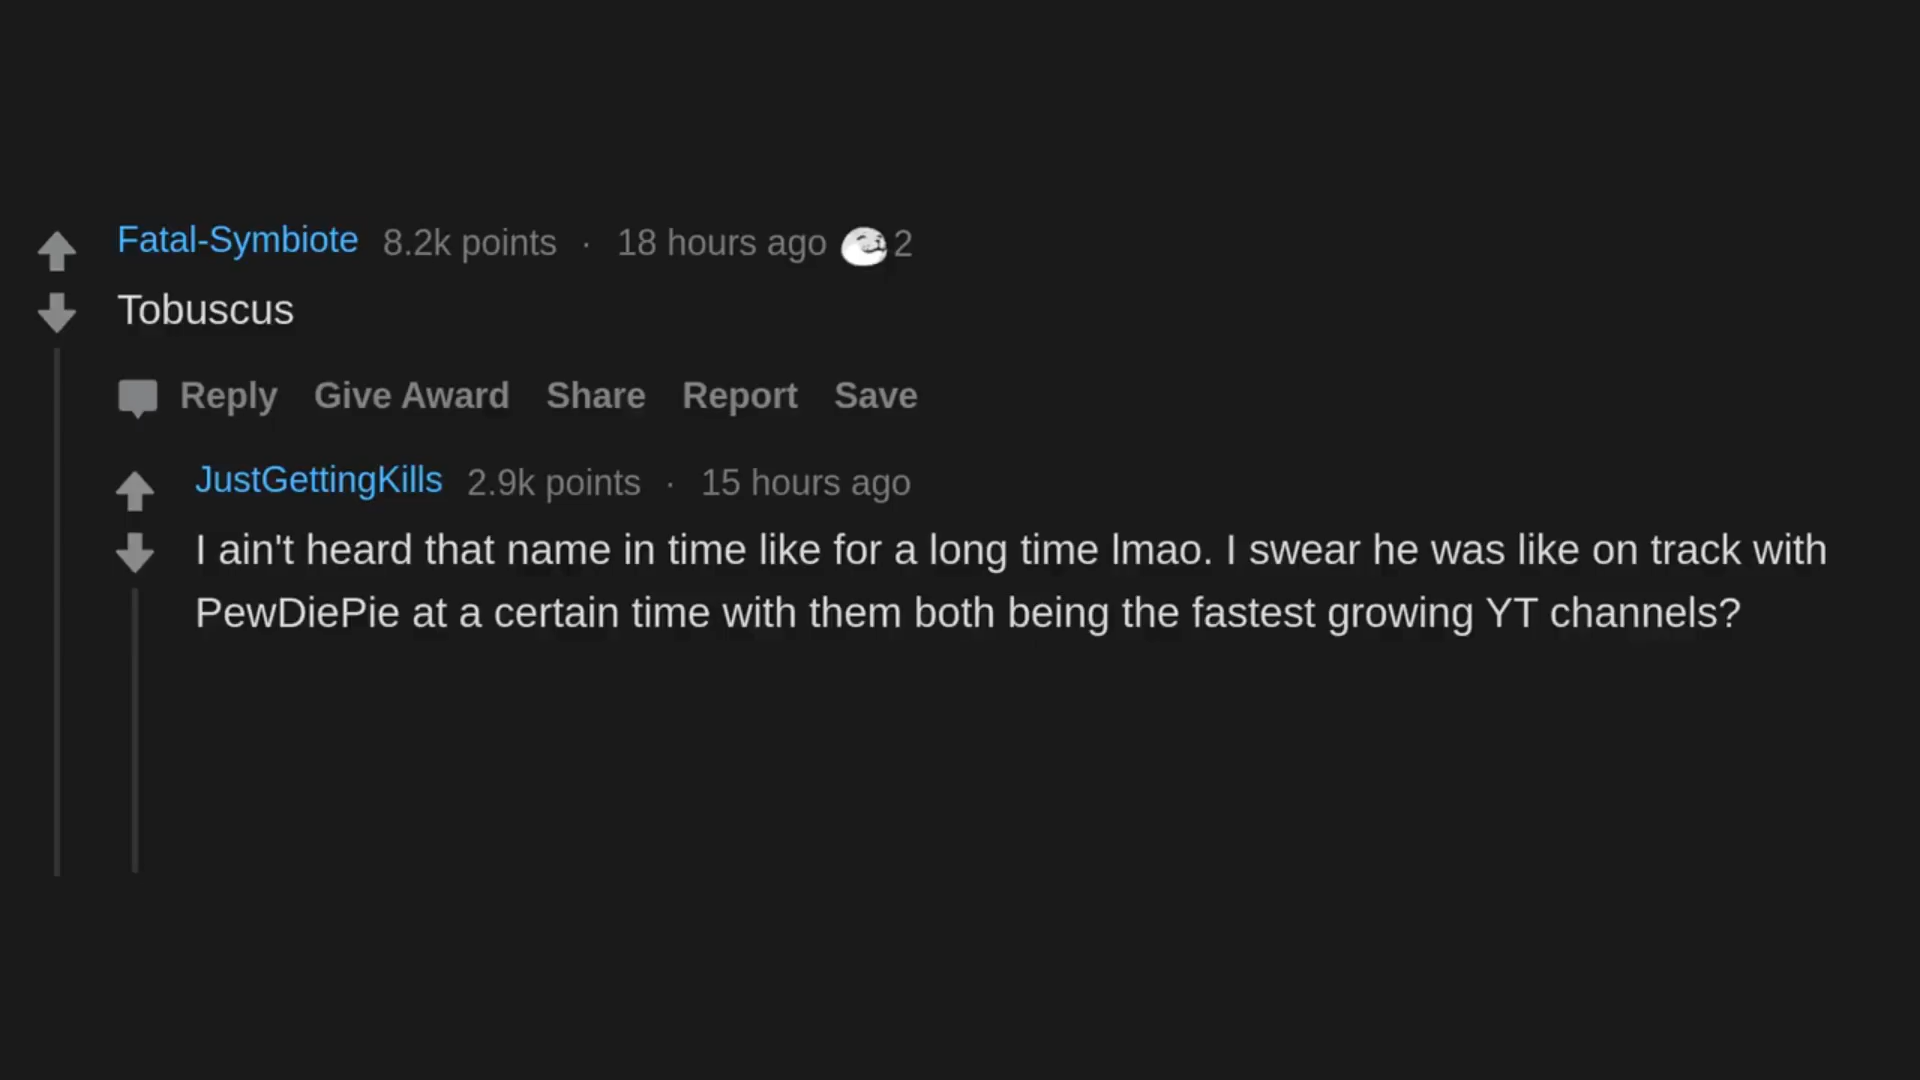 Fatal-Symbiote 8.2k points · 18 hours ago 2
Tobuscus
Reply Give Award Share Report Save
JustGettingKills 2.9k points · 15 hours ago
I ain't heard that name in time like for a long time lmao. I swear he was like on track with
PewDiePie at a certain time with them both being the fastest growing YT channels?